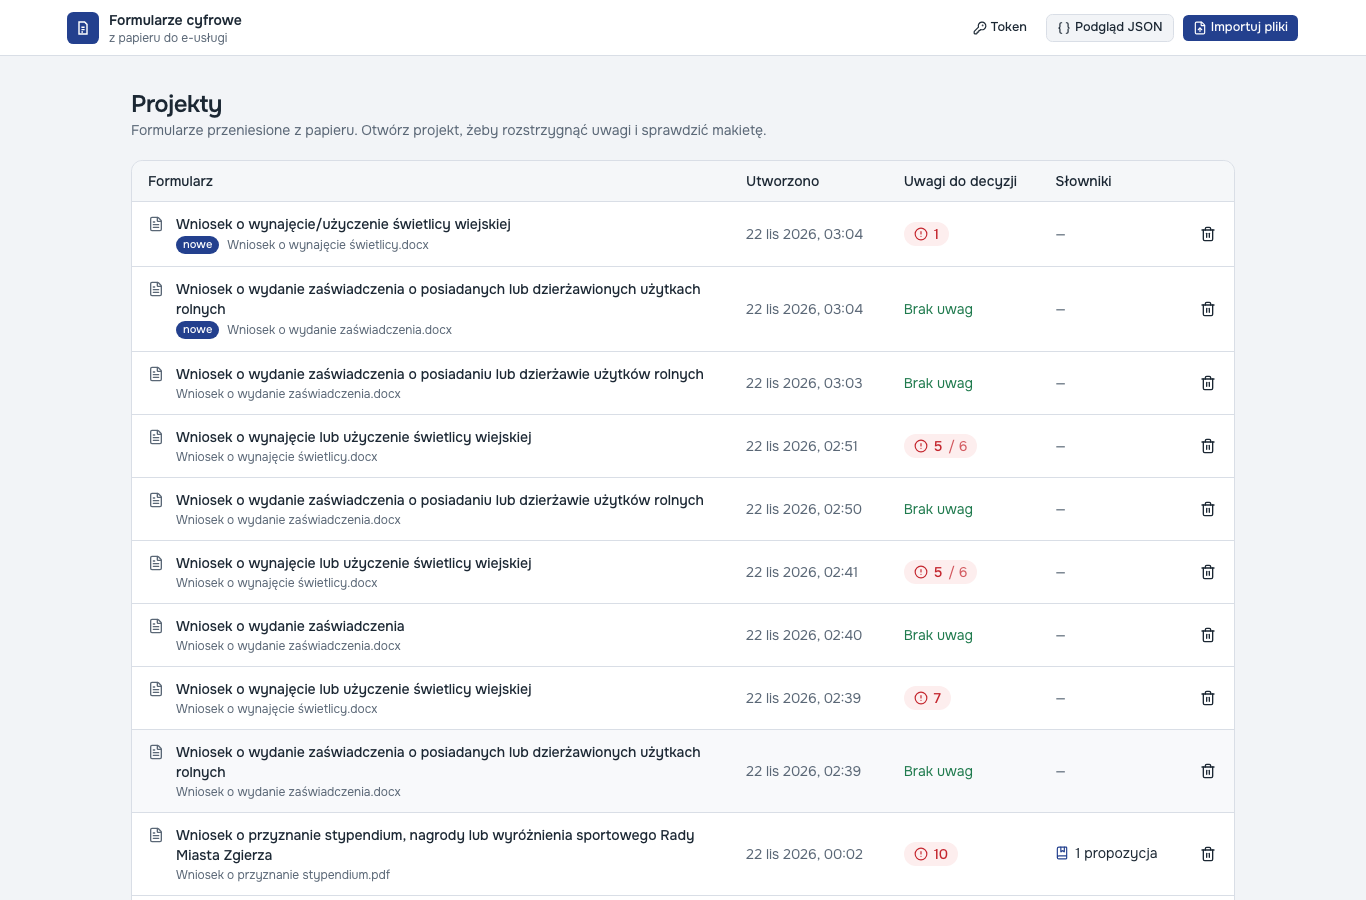 Formularze cyfrowe
z papieru do e-usługi
Token
{ } Podgląd JSON
Importuj pliki
Projekty
Formularze przeniesione z papieru. Otwórz projekt, żeby rozstrzygnąć uwagi i sprawdzić makietę.
Formularz Utworzono Uwagi do decyzji Słowniki
Wniosek o wynajęcie/użyczenie świetlicy wiejskiej
nowe Wniosek o wynajęcie świetlicy.docx
22 lis 2026, 03:04 1 –
Wniosek o wydanie zaświadczenia o posiadanych lub dzierżawionych użytkach
rolnych
nowe Wniosek o wydanie zaświadczenia.docx
22 lis 2026, 03:04 Brak uwag –
Wniosek o wydanie zaświadczenia o posiadaniu lub dzierżawie użytków rolnych
Wniosek o wydanie zaświadczenia.docx
22 lis 2026, 03:03 Brak uwag –
Wniosek o wynajęcie lub użyczenie świetlicy wiejskiej
Wniosek o wynajęcie świetlicy.docx
22 lis 2026, 02:51 5 / 6 –
Wniosek o wydanie zaświadczenia o posiadaniu lub dzierżawie użytków rolnych
Wniosek o wydanie zaświadczenia.docx
22 lis 2026, 02:50 Brak uwag –
Wniosek o wynajęcie lub użyczenie świetlicy wiejskiej
Wniosek o wynajęcie świetlicy.docx
22 lis 2026, 02:41 5 / 6 –
Wniosek o wydanie zaświadczenia
Wniosek o wydanie zaświadczenia.docx
22 lis 2026, 02:40 Brak uwag –
Wniosek o wynajęcie lub użyczenie świetlicy wiejskiej
Wniosek o wynajęcie świetlicy.docx
22 lis 2026, 02:39 7 –
Wniosek o wydanie zaświadczenia o posiadanych lub dzierżawionych użytkach
rolnych
Wniosek o wydanie zaświadczenia.docx
22 lis 2026, 02:39 Brak uwag –
Wniosek o przyznanie stypendium, nagrody lub wyróżnienia sportowego Rady
Miasta Zgierza
Wniosek o przyznanie stypendium.pdf
22 lis 2026, 00:02 10 1 propozycja